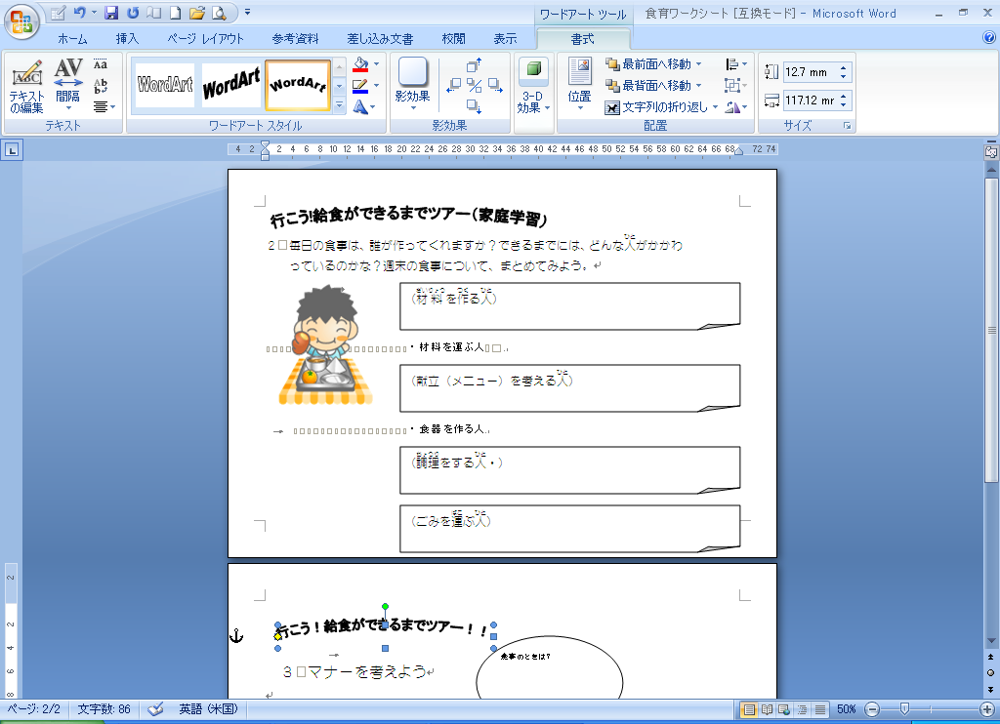 ワードアート ツール
食育ワークシート [互換モード] - Microsoft Word
ホーム 挿入 ページ レイアウト 参考資料 差し込み文書 校閲 表示 書式
テキストの編集
間隔
テキスト
WordArt WordArt WordArt
ワードアート スタイル
影効果
影効果
3-D 効果
位置
最前面へ移動
最背面へ移動
文字列の折り返し
配置
12.7 mm
117.12 mr
サイズ
4 2 2 4 6 8 10 12 14 16 18 20 22 24 26 28 30 32 34 36 38 40 42 44 46 48 50 52 54 56 58 60 62 64 66 68 72 74
行こう!給食ができるまでツアー(家庭学習)
2□毎日の食事は、誰が作ってくれますか?できるまでには、どんな人がかかわ
っているのかな?週末の食事について、まとめてみよう。
(材料を作る人)
・材料を運ぶ人
(献立(メニュー)を考える人)
・食器を作る人
(調理をする人・)
(ごみを運ぶ人)
行こう!給食ができるまでツアー!!
3□マナーを考えよう
2 2 4 6 8
ページ: 2/2 文字数: 86 英語 (米国) 50%